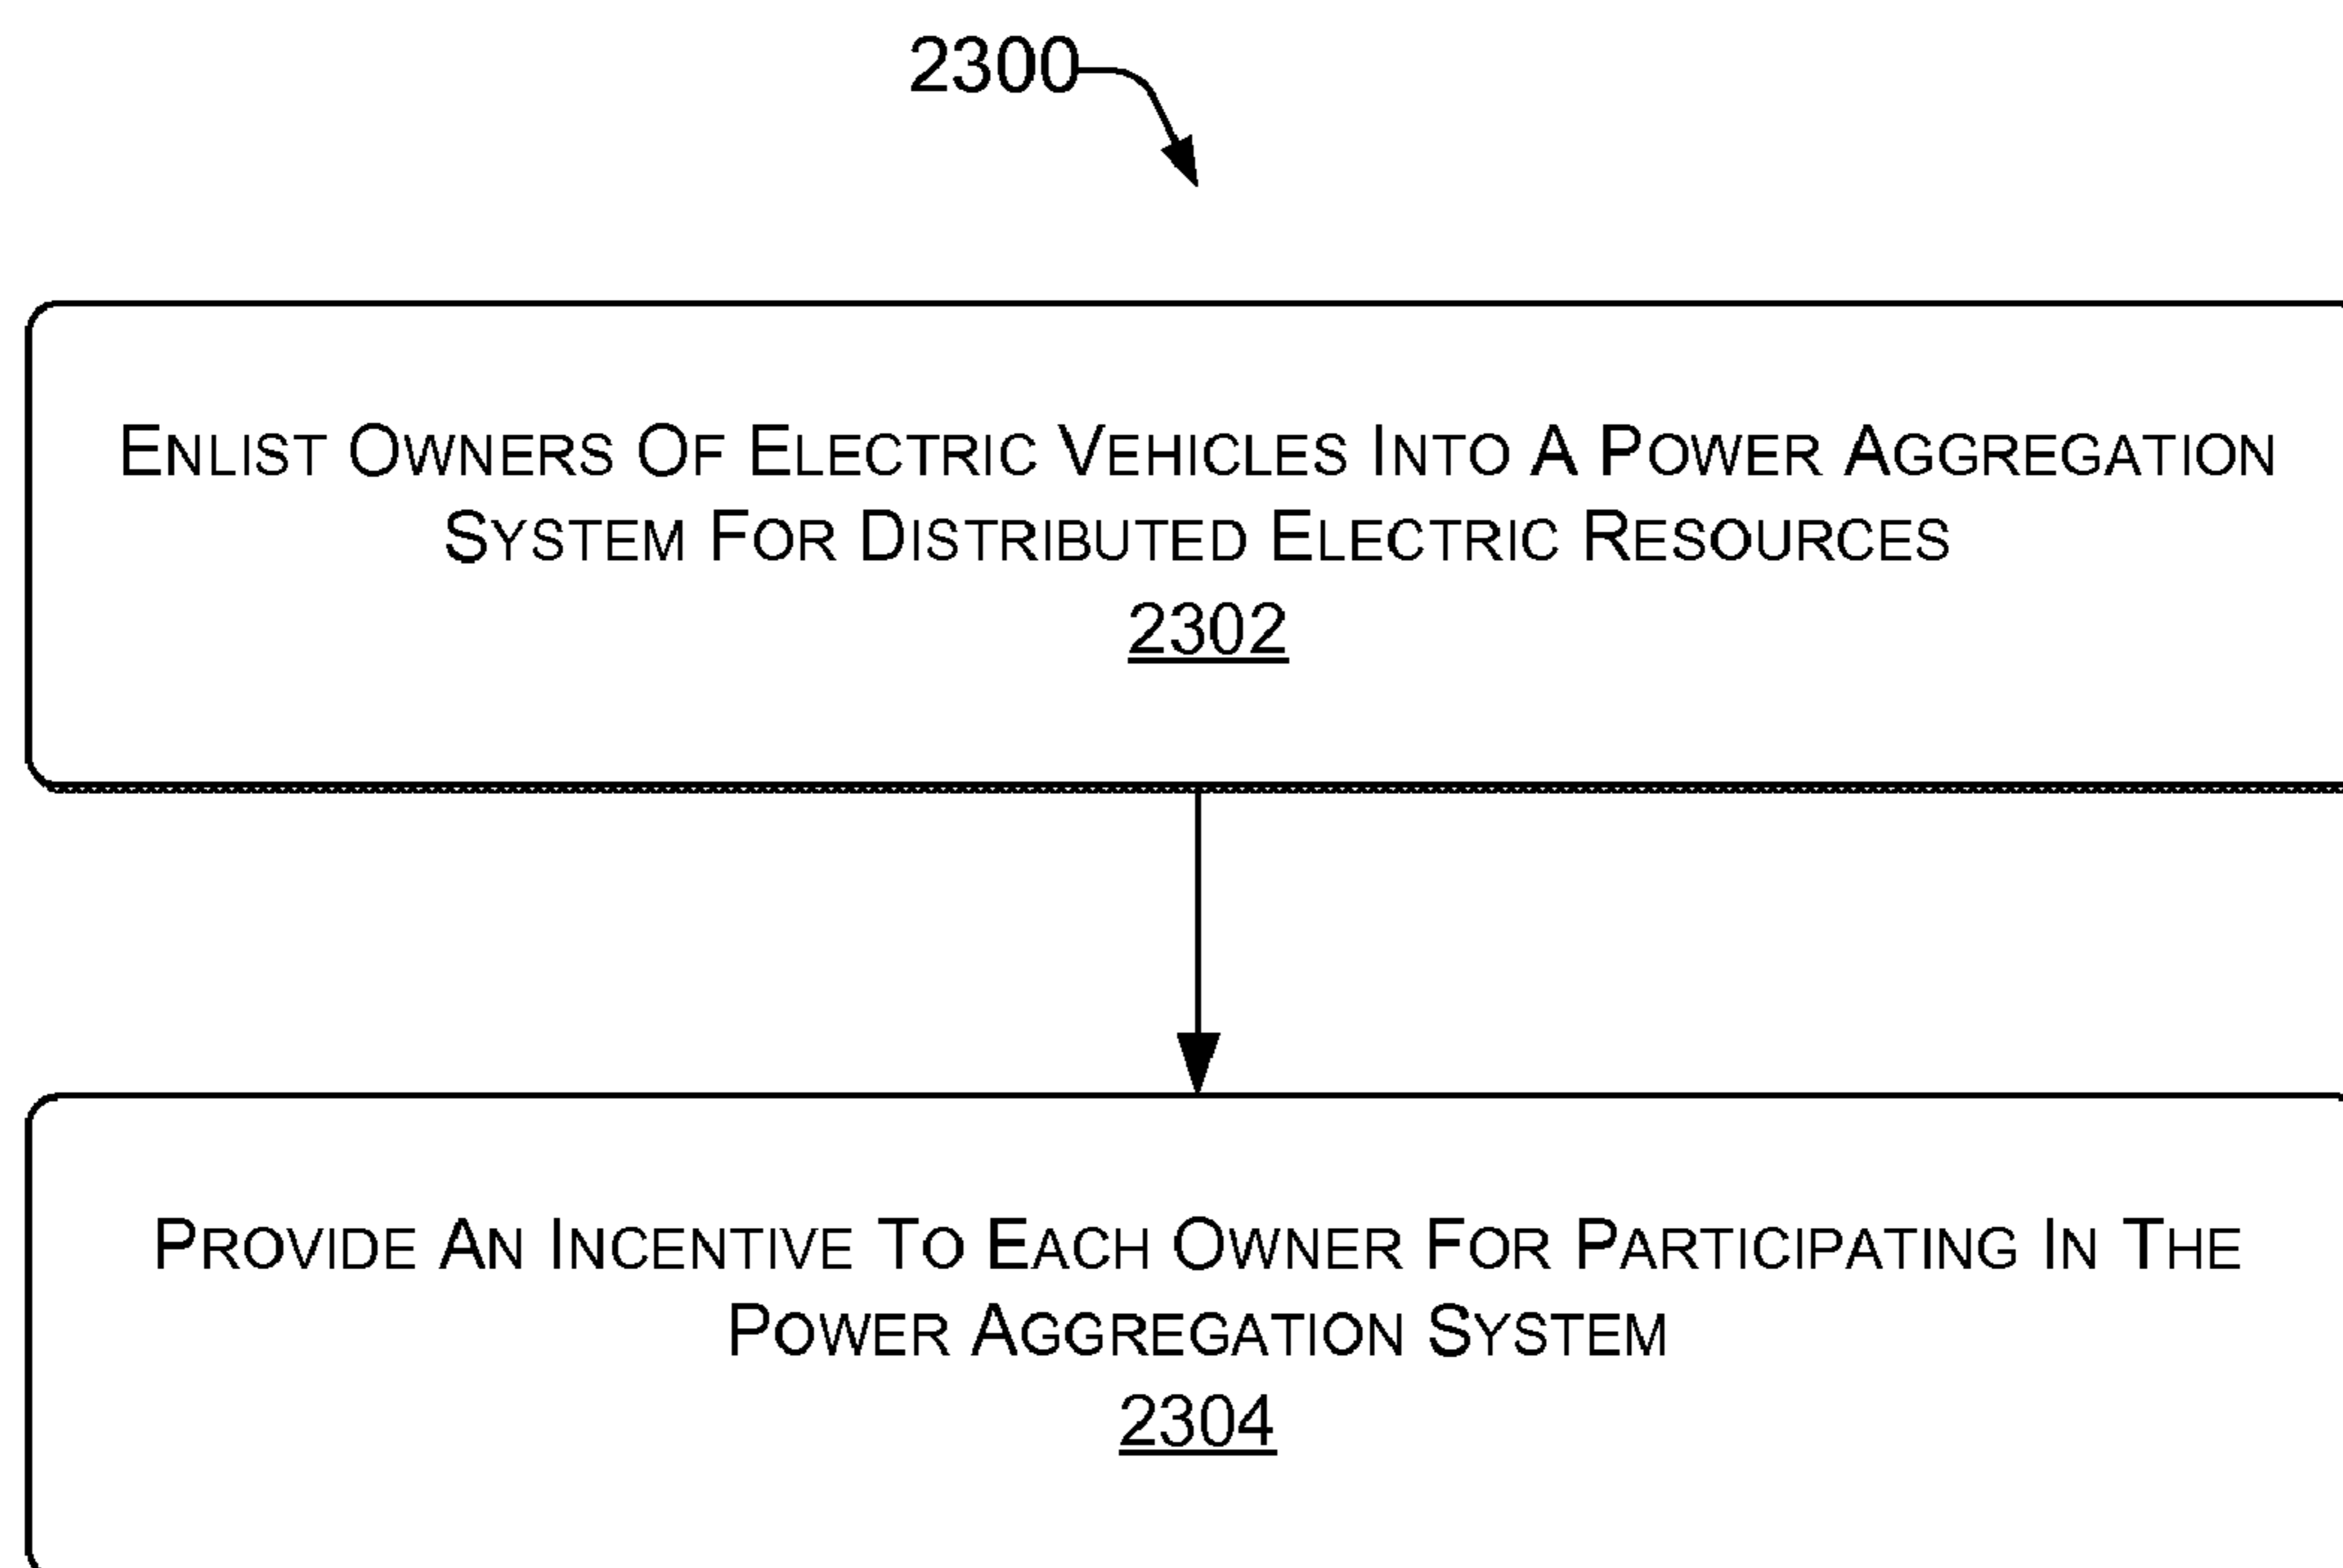 2300
ENLIST OWNERS OF ELECTRIC VEHICLES INTO A POWER AGGREGATION
SYSTEM FOR DISTRIBUTED ELECTRIC RESOURCES
2302
PROVIDE AN INCENTIVE TO EACH OWNER FOR PARTICIPATING IN THE
POWER AGGREGATION SYSTEM
2304